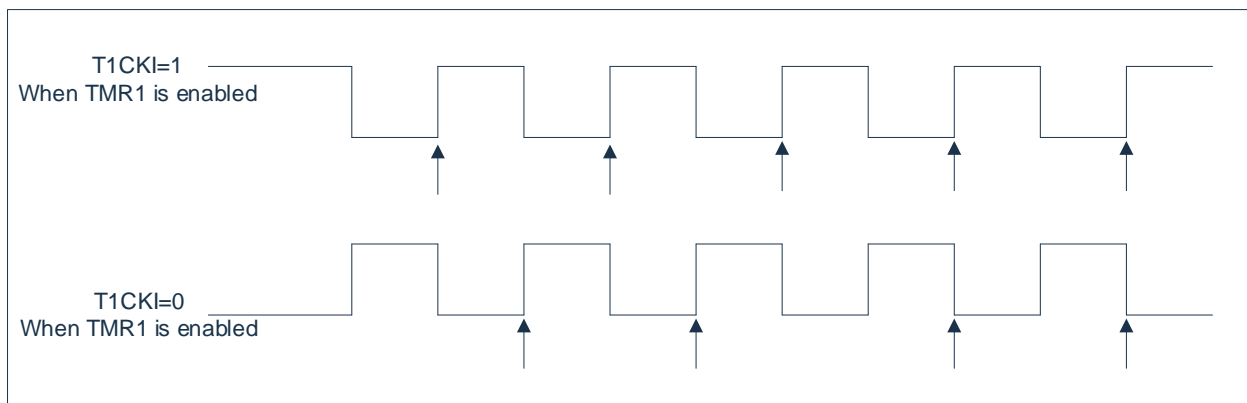 T1CKI=1
When TMR1 is enabled
T1CKI=0
When TMR1 is enabled